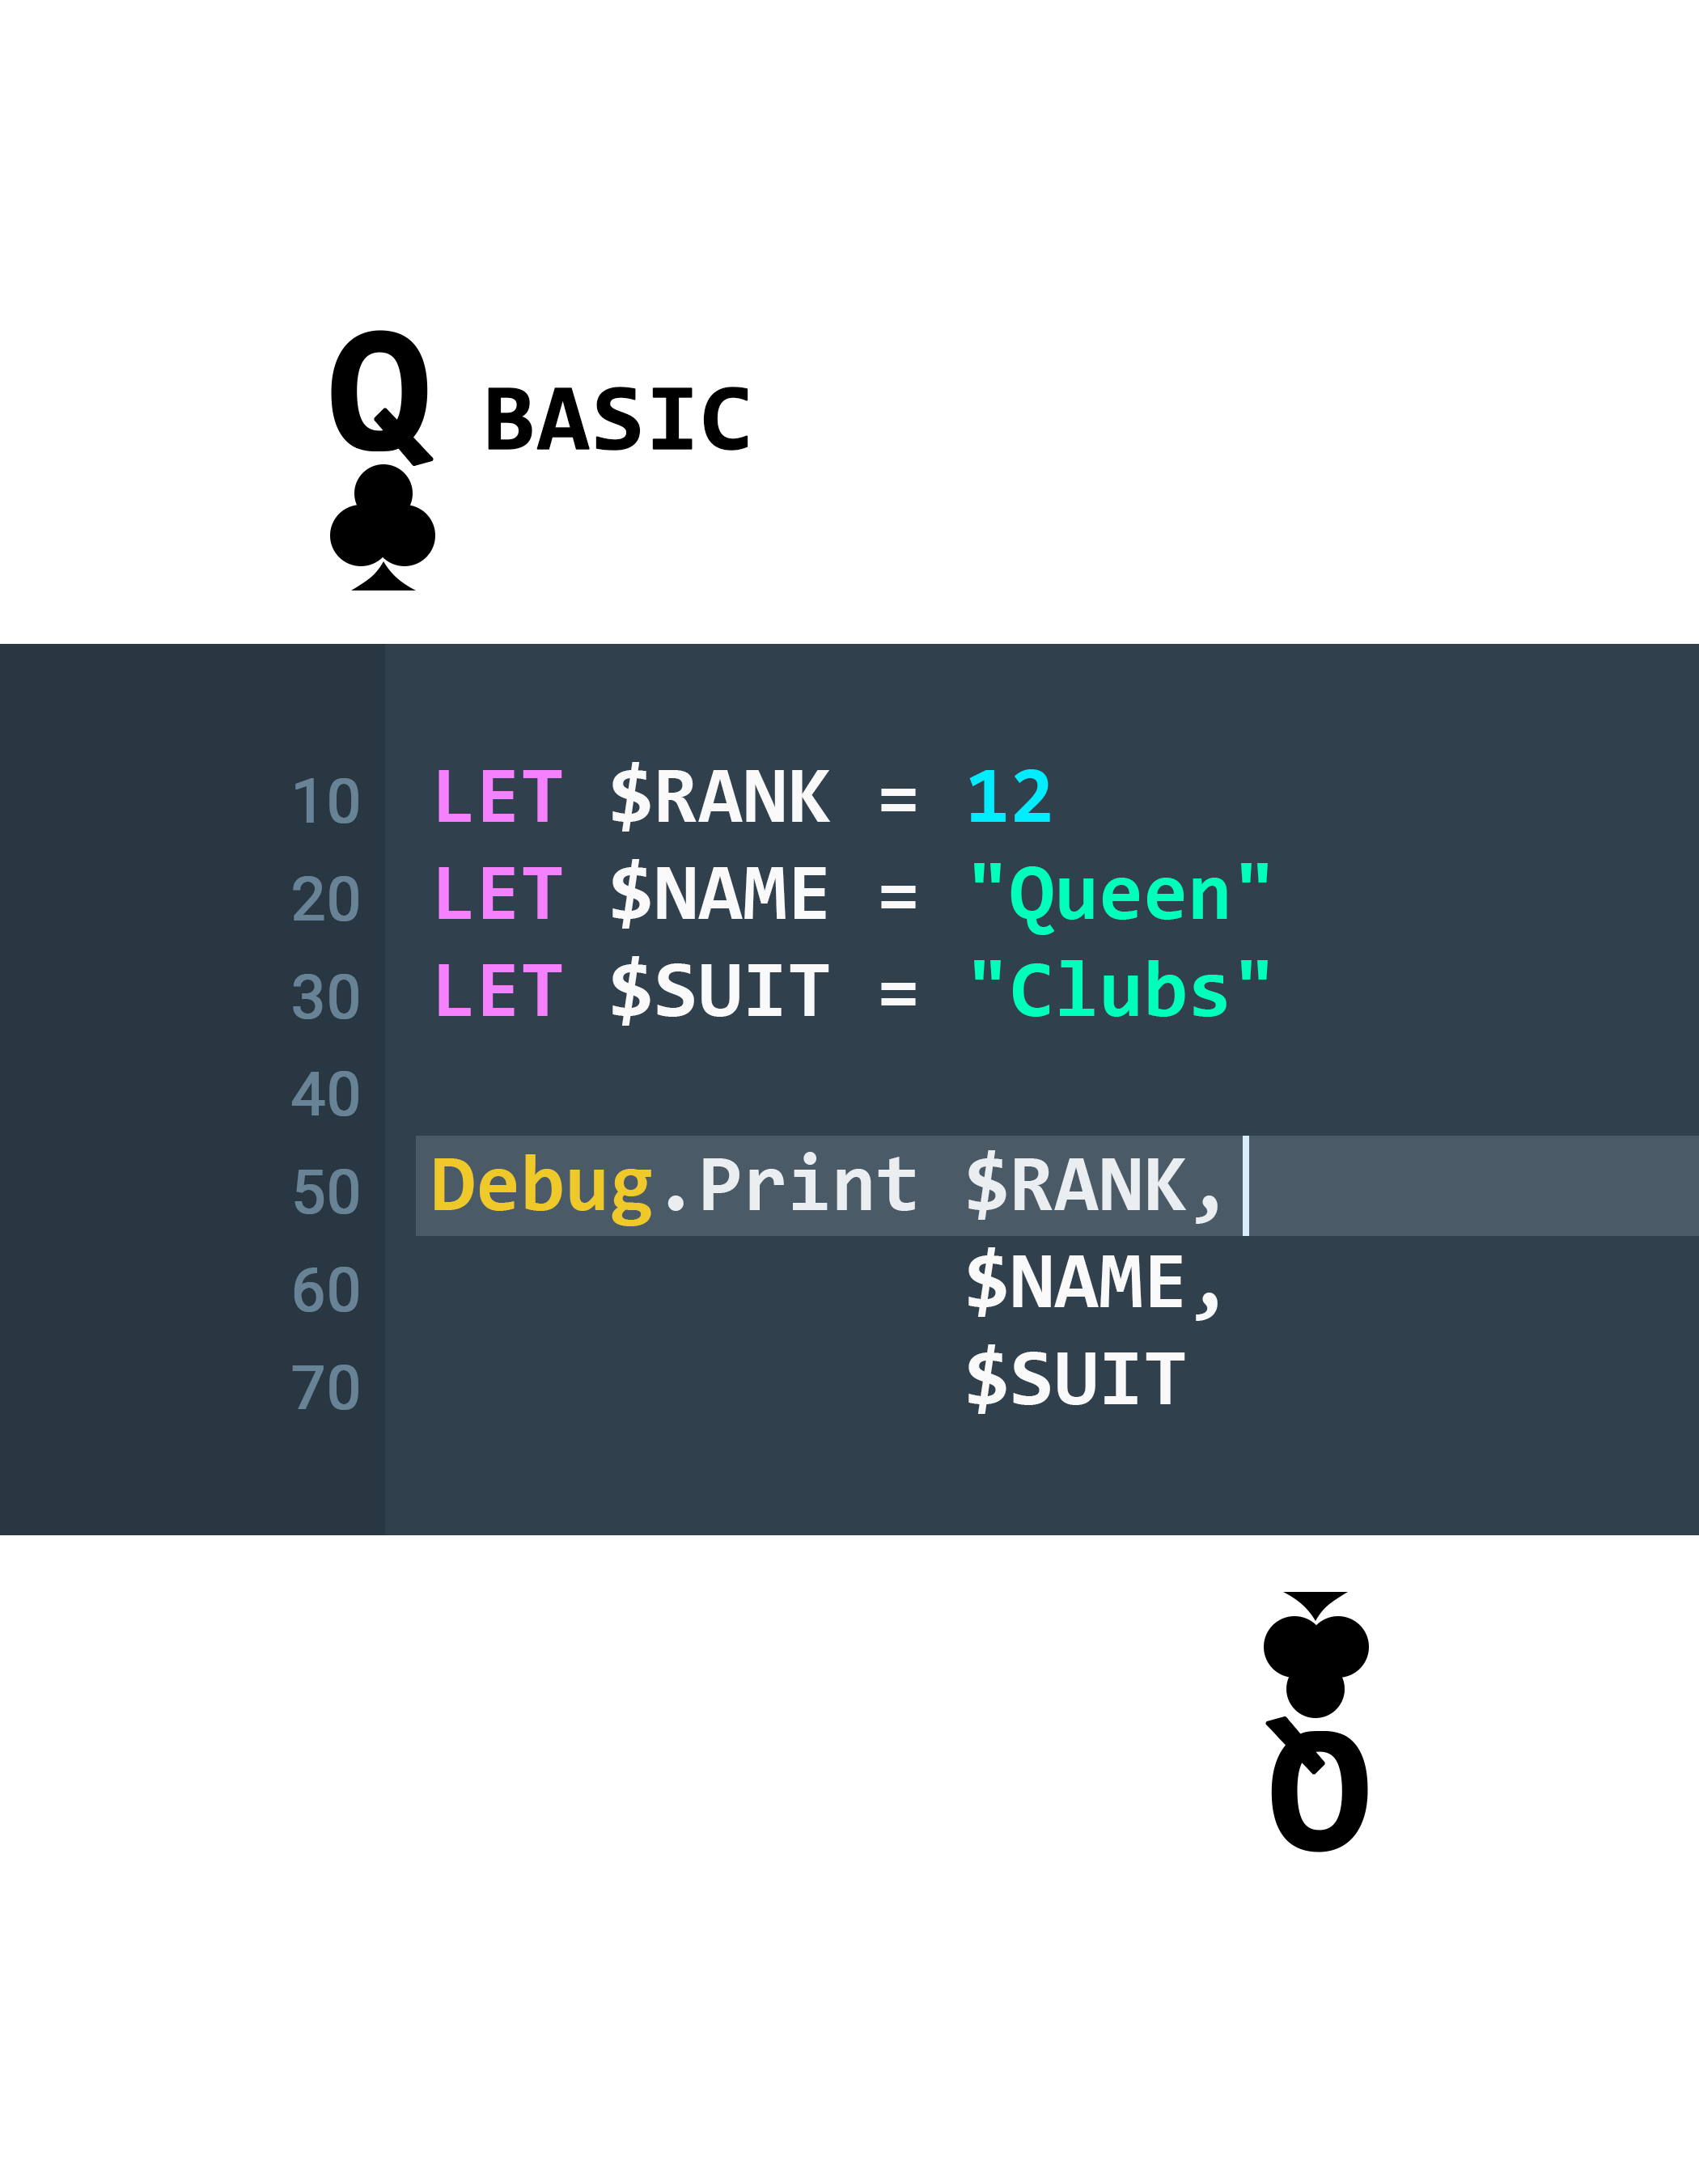 Q BASIC
10 LET $RANK = 12
20 LET $NAME = "Queen"
30 LET $SUIT = "Clubs"
40
50 Debug.Print $RANK,
60 $NAME,
70 $SUIT
Q